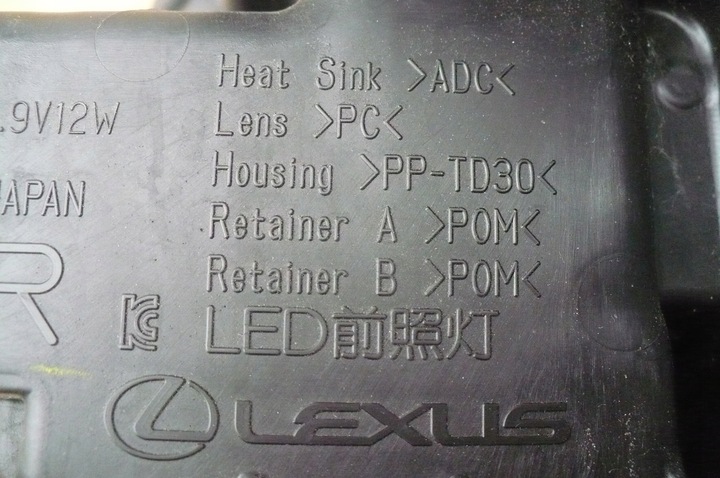 Heat Sink >ADC<
.9V12W Lens >PC<
Housing >PP-TD30<
JAPAN Retainer A >POM<
R Retainer B >POM<
LED前照灯
LEXUS